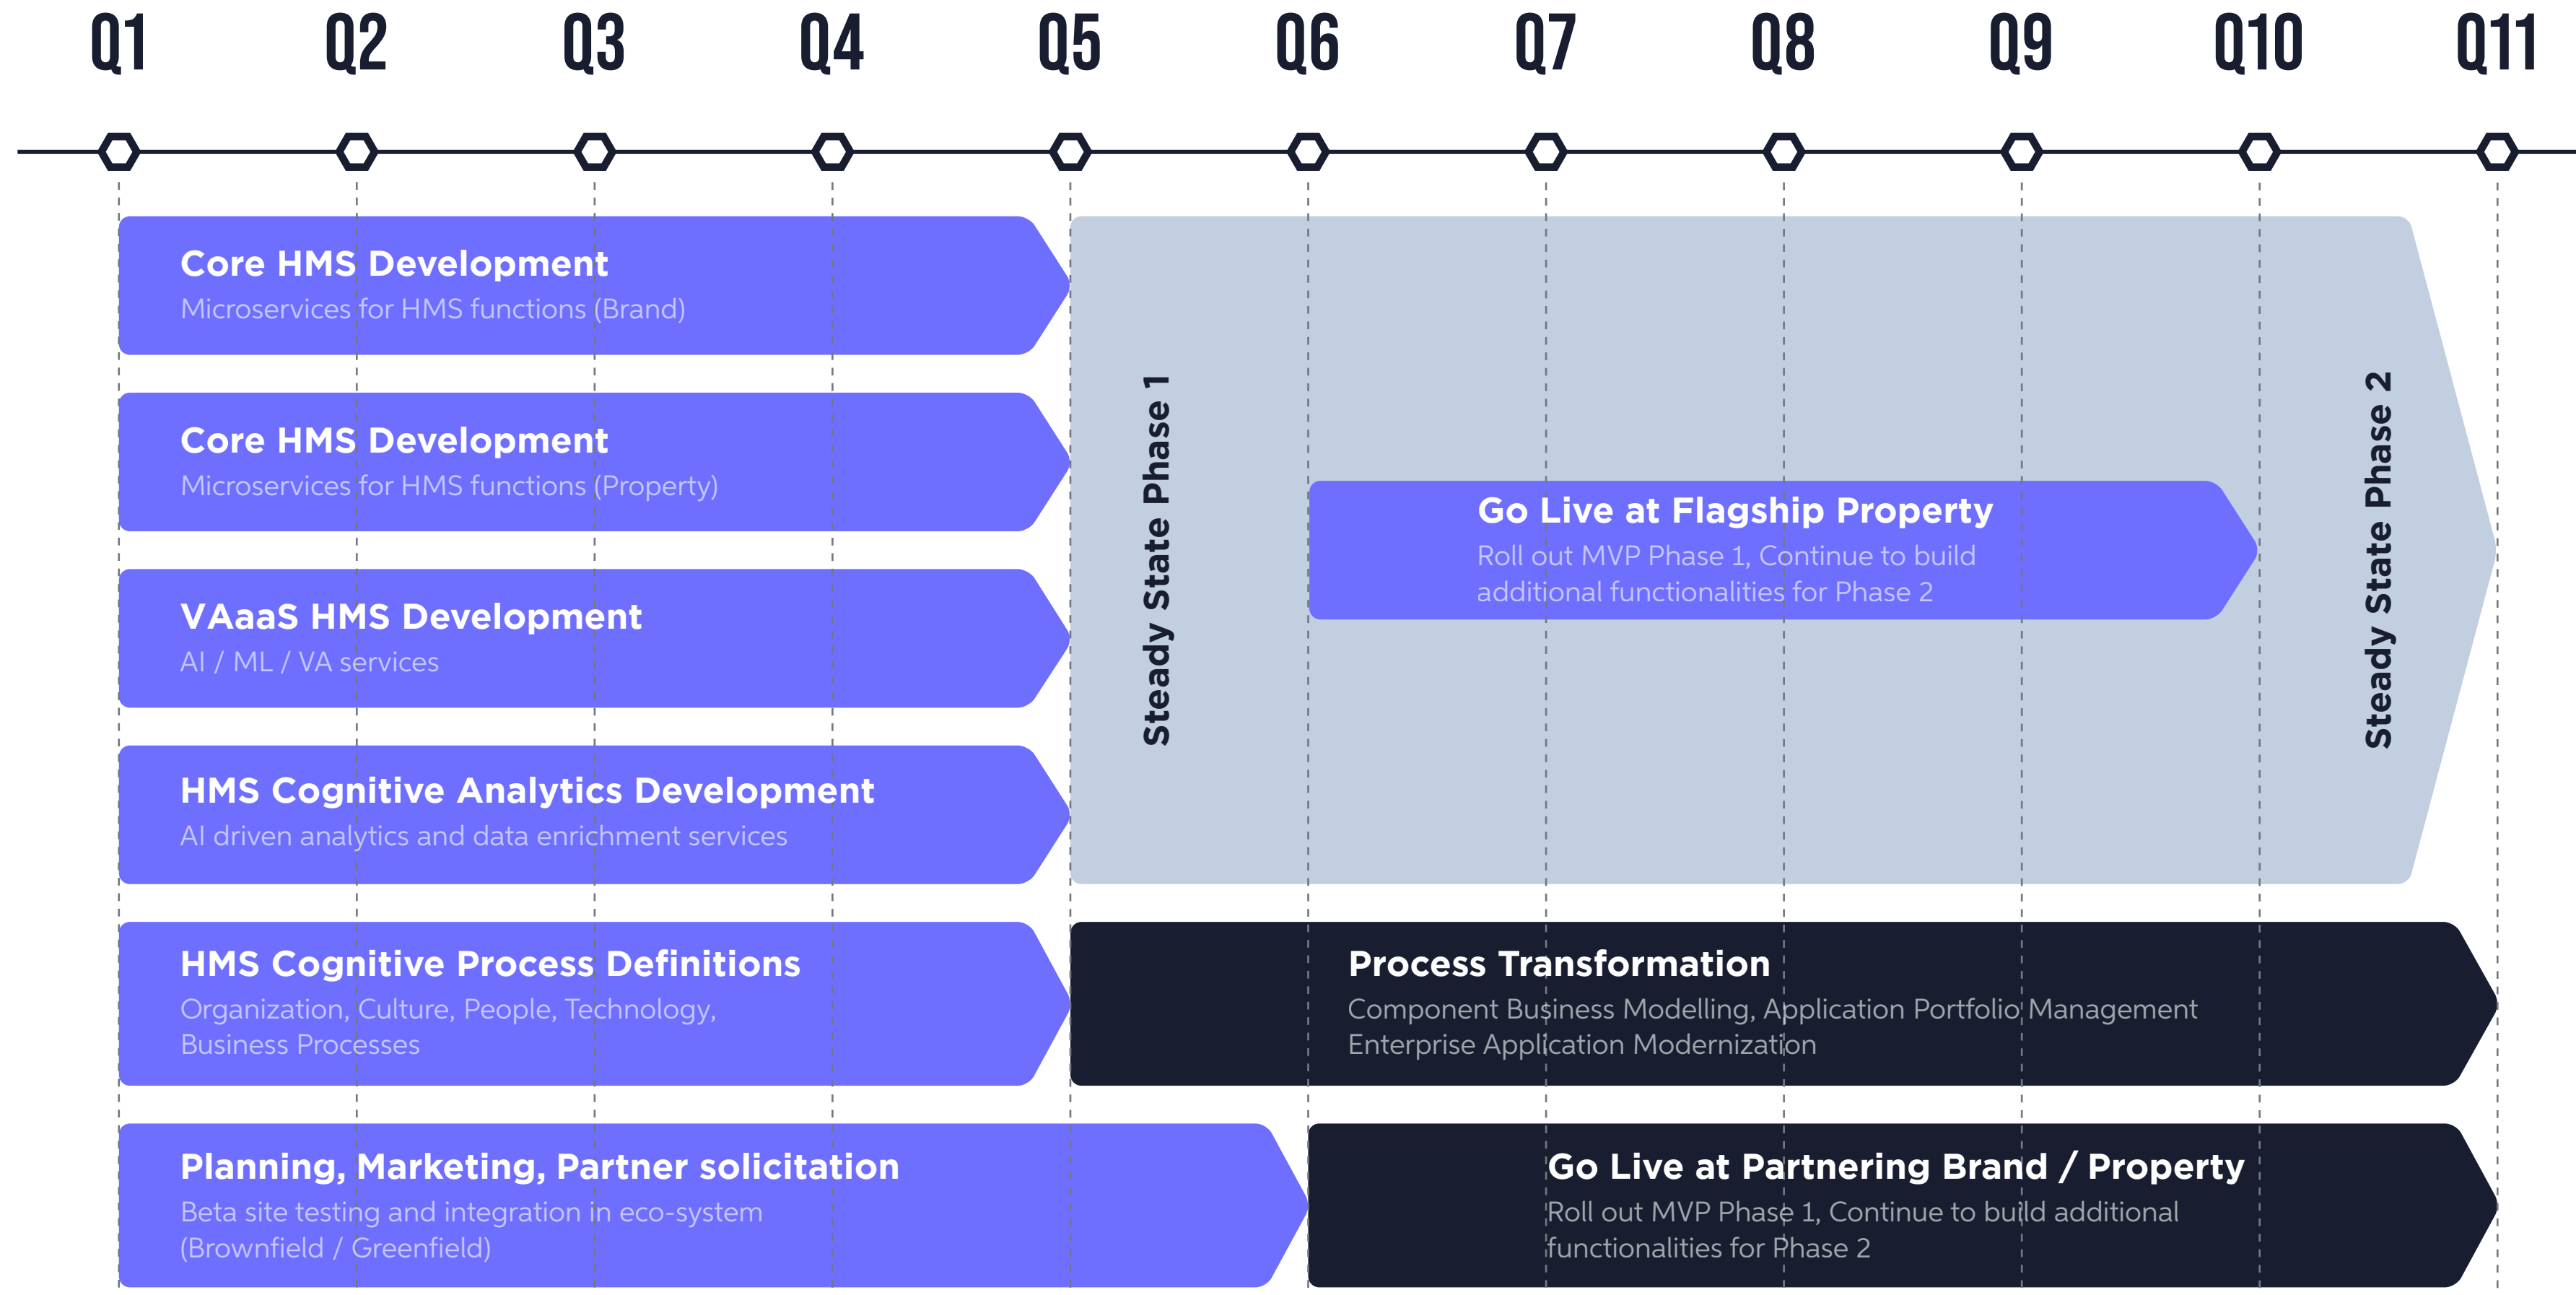 Q1 Q2 Q3 Q4 Q5 Q6 Q7 Q8 Q9 Q10 Q11
Core HMS Development
Microservices for HMS functions (Brand)
Core HMS Development
Microservices for HMS functions (Property)
VAaaS HMS Development
AI / ML / VA services
HMS Cognitive Analytics Development
AI driven analytics and data enrichment services
Steady State Phase 1
Go Live at Flagship Property
Roll out MVP Phase 1, Continue to build
additional functionalities for Phase 2
Steady State Phase 2
HMS Cognitive Process Definitions
Organization, Culture, People, Technology,
Business Processes
Process Transformation
Component Business Modelling, Application Portfolio Management
Enterprise Application Modernization
Planning, Marketing, Partner solicitation
Beta site testing and integration in eco-system
(Brownfield / Greenfield)
Go Live at Partnering Brand / Property
Roll out MVP Phase 1, Continue to build additional
functionalities for Phase 2